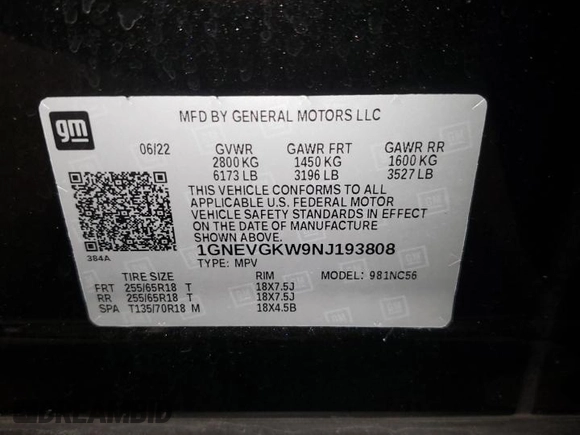 gm
MFD BY GENERAL MOTORS LLC
06/22 GVWR GAWR FRT GAWR RR
2800 KG 1450 KG 1600 KG
6173 LB 3196 LB 3527 LB
THIS VEHICLE CONFORMS TO ALL
APPLICABLE U.S. FEDERAL MOTOR
VEHICLE SAFETY STANDARDS IN EFFECT
ON THE DATE OF MANUFACTURE
SHOWN ABOVE
384A
1GNEVGKW9NJ193808
TYPE: MPV MODEL: 981NC56
TIRE SIZE RIM
FRT 255/65R18 T 18X7.5J
RR 255/65R18 T 18X7.5J
SPA T135/70R18 M 18X4.5B
DREAMBID